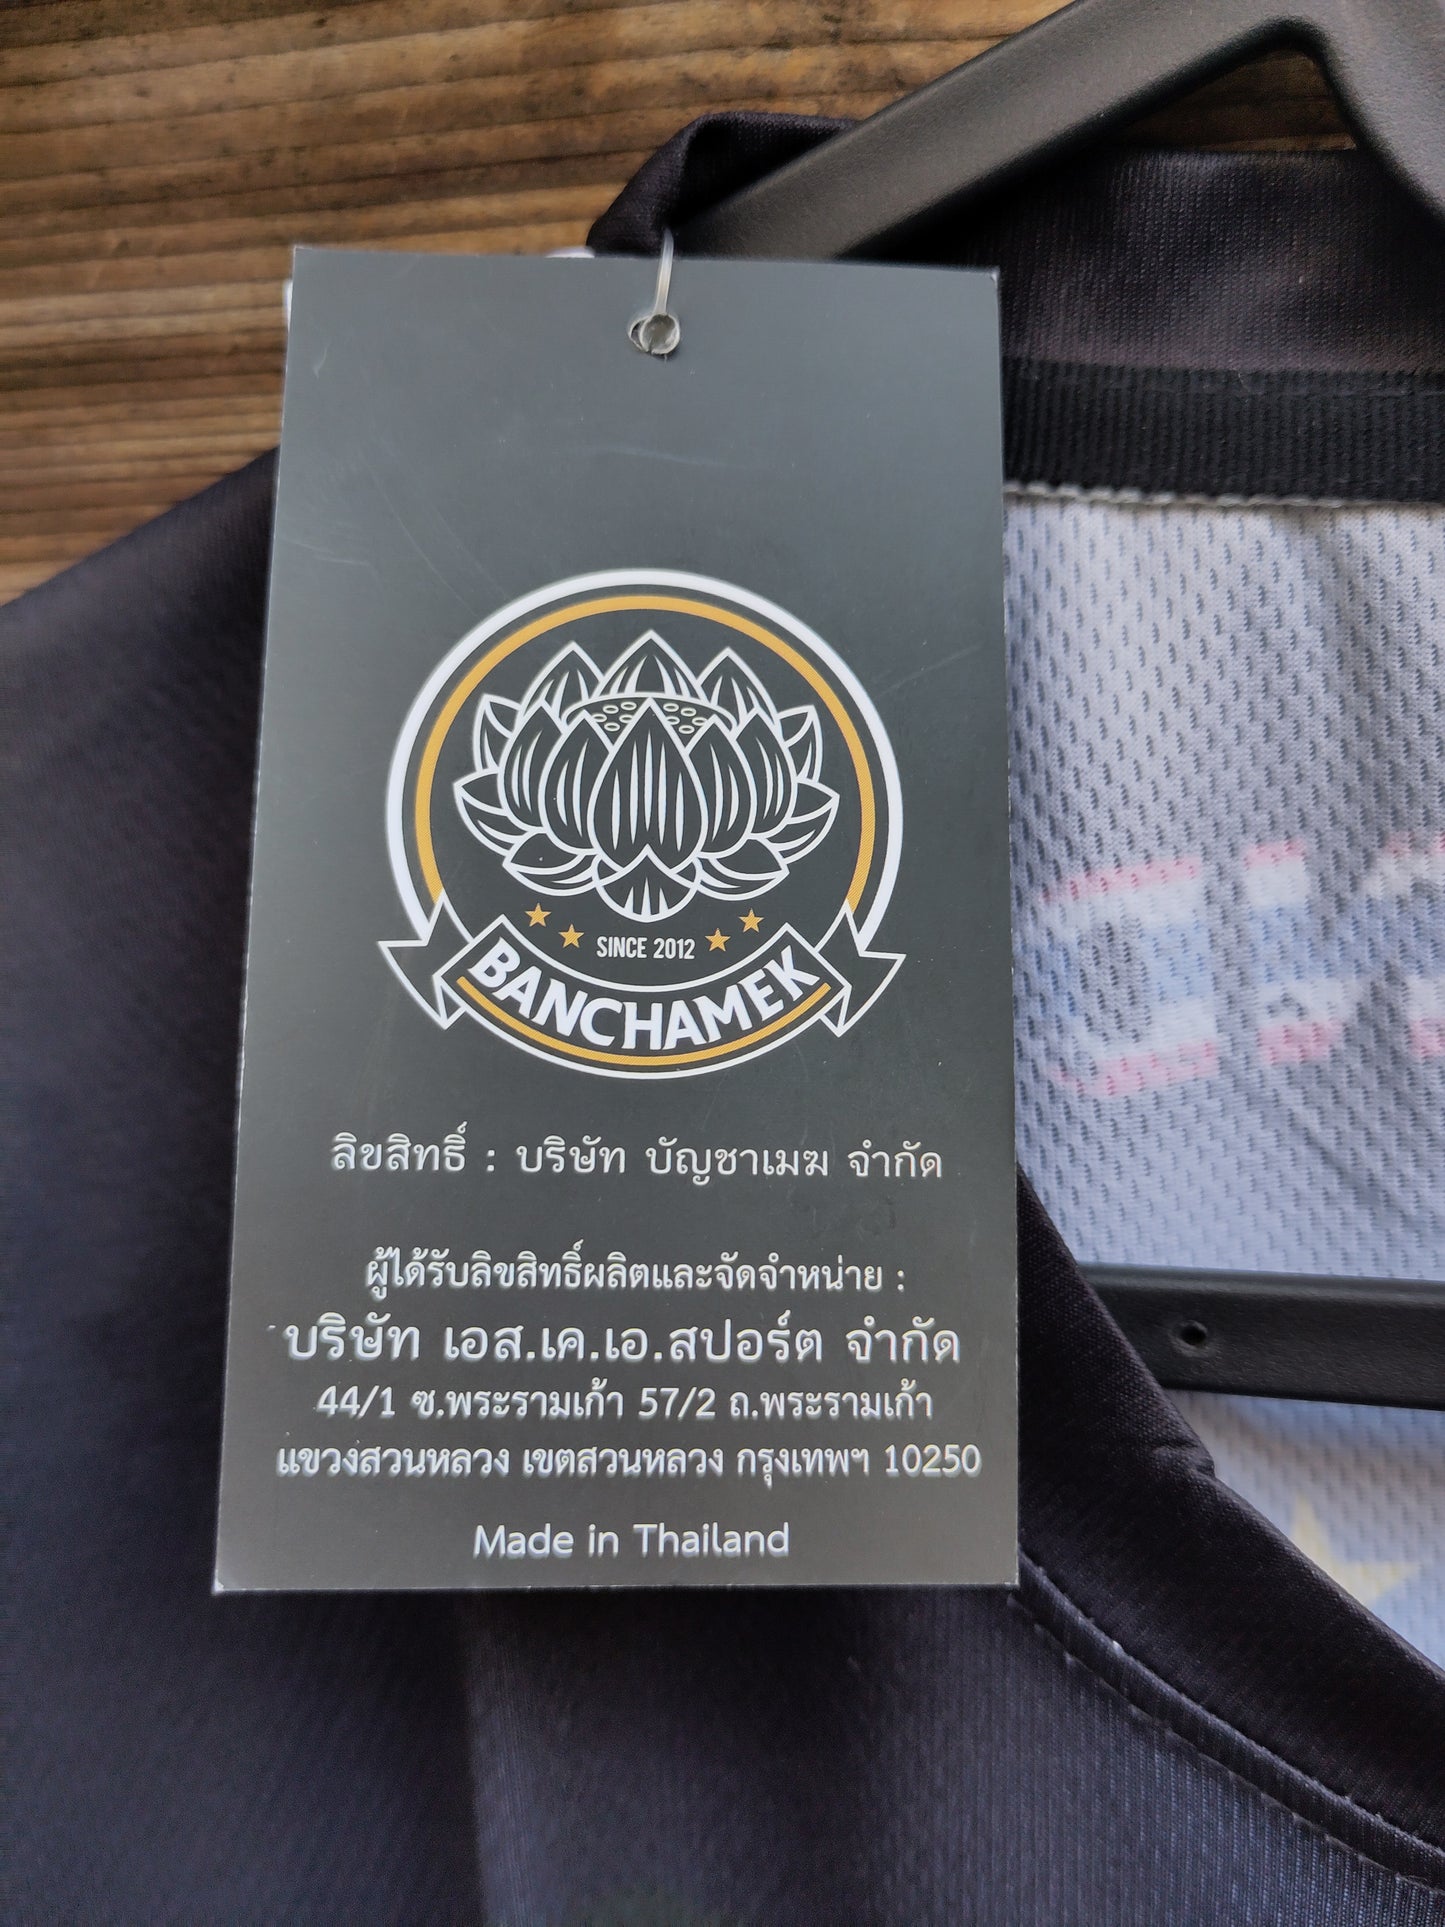 SINCE 2012
BANCHAMEK
ลิขสิทธิ์ : บริษัท บัญชาเมฆ จำกัด
ผู้ได้รับลิขสิทธิ์ผลิตและจัดจำหน่าย :
บริษัท เอส.เค.เอ.สปอร์ต จำกัด
44/1 ซ.พระรามเก้า 57/2 ถ.พระรามเก้า
แขวงสวนหลวง เขตสวนหลวง กรุงเทพฯ 10250
Made in Thailand